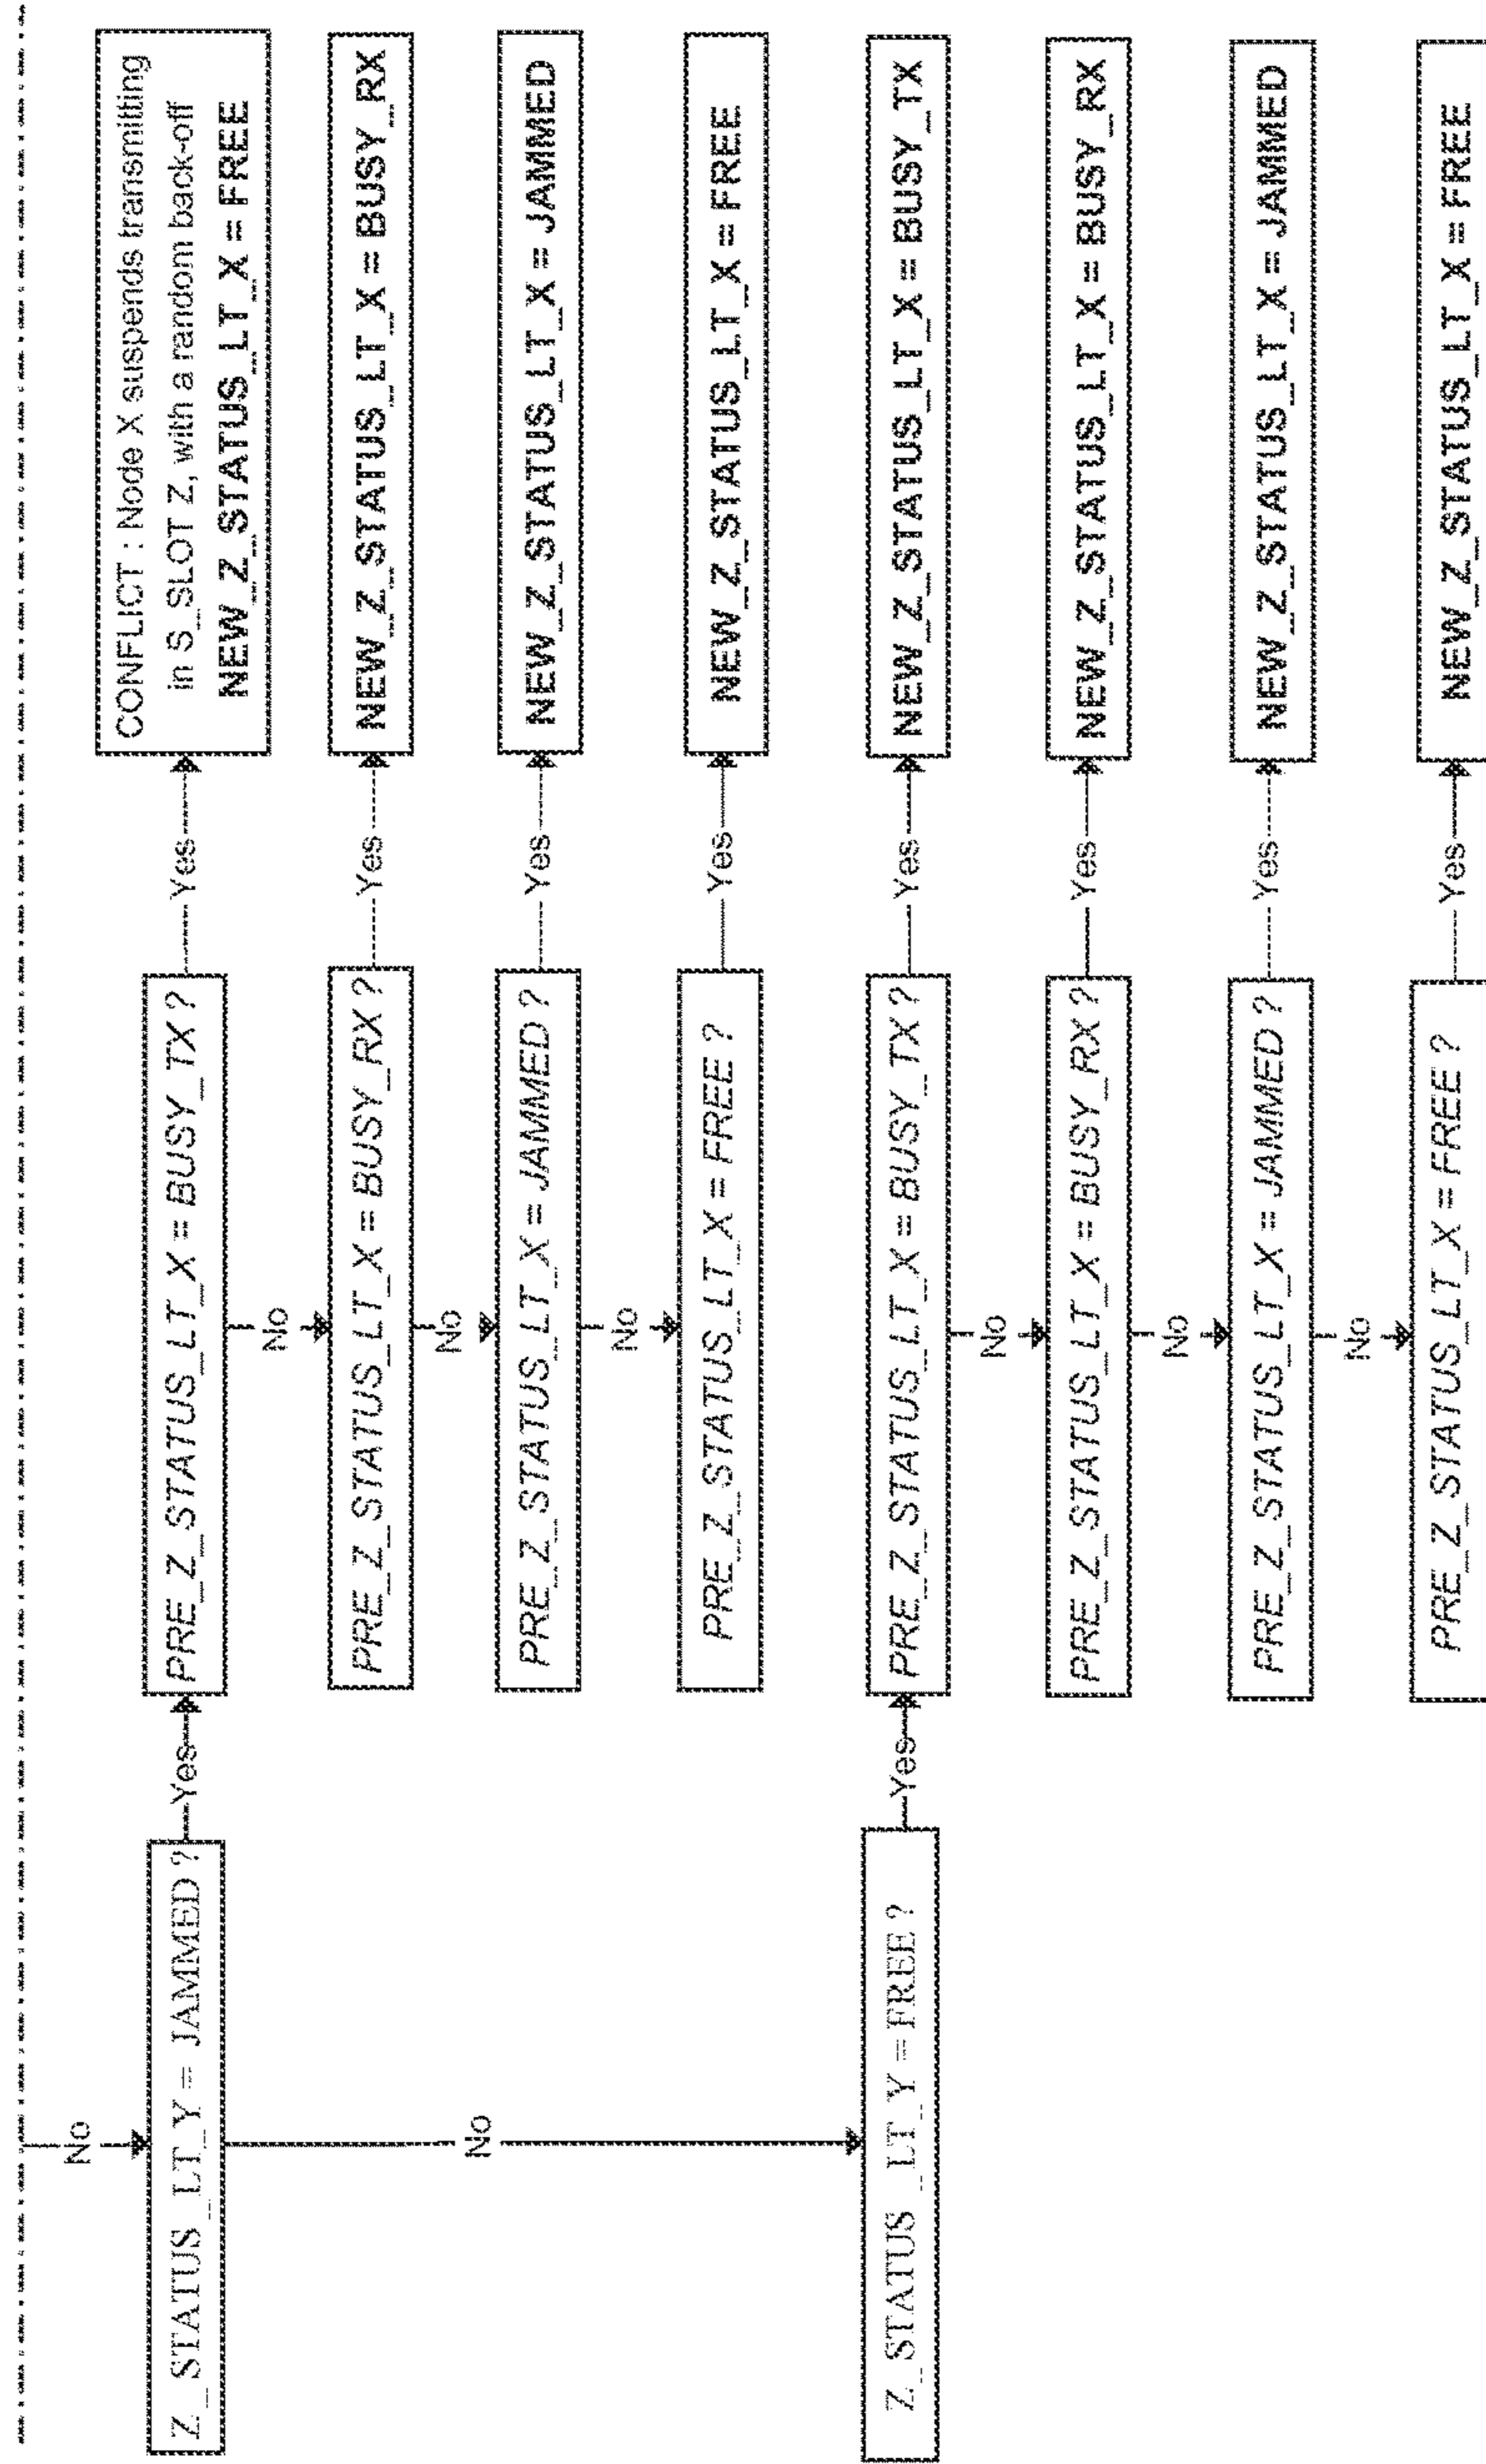 No
Z_STATUS_LT_Y = JAMMED ?
Yes
PRE_Z_STATUS_LT_X = BUSY_TX ?
Yes
CONFLICT : Node X suspends transmitting
in S_SLOT Z, with a random back-off
NEW_Z_STATUS_LT_X = FREE
No
PRE_Z_STATUS_LT_X = BUSY_RX ?
Yes
NEW_Z_STATUS_LT_X = BUSY_RX
No
PRE_Z_STATUS_LT_X = JAMMED ?
Yes
NEW_Z_STATUS_LT_X = JAMMED
No
PRE_Z_STATUS_LT_X = FREE ?
Yes
NEW_Z_STATUS_LT_X = FREE
No
Z_STATUS_LT_Y = FREE ?
Yes
PRE_Z_STATUS_LT_X = BUSY_TX ?
Yes
NEW_Z_STATUS_LT_X = BUSY_TX
No
PRE_Z_STATUS_LT_X = BUSY_RX ?
Yes
NEW_Z_STATUS_LT_X = BUSY_RX
No
PRE_Z_STATUS_LT_X = JAMMED ?
Yes
NEW_Z_STATUS_LT_X = JAMMED
No
PRE_Z_STATUS_LT_X = FREE ?
Yes
NEW_Z_STATUS_LT_X = FREE